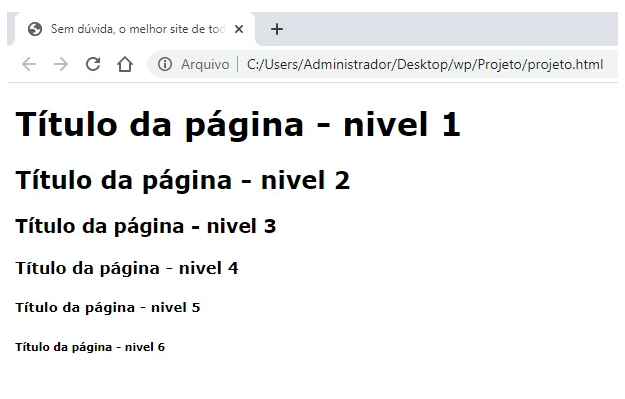 Sem dúvida, o melhor site de tod
Arquivo | C:/Users/Administrador/Desktop/wp/Projeto/projeto.html
Título da página - nivel 1
Título da página - nivel 2
Título da página - nivel 3
Título da página - nivel 4
Título da página - nivel 5
Título da página - nivel 6